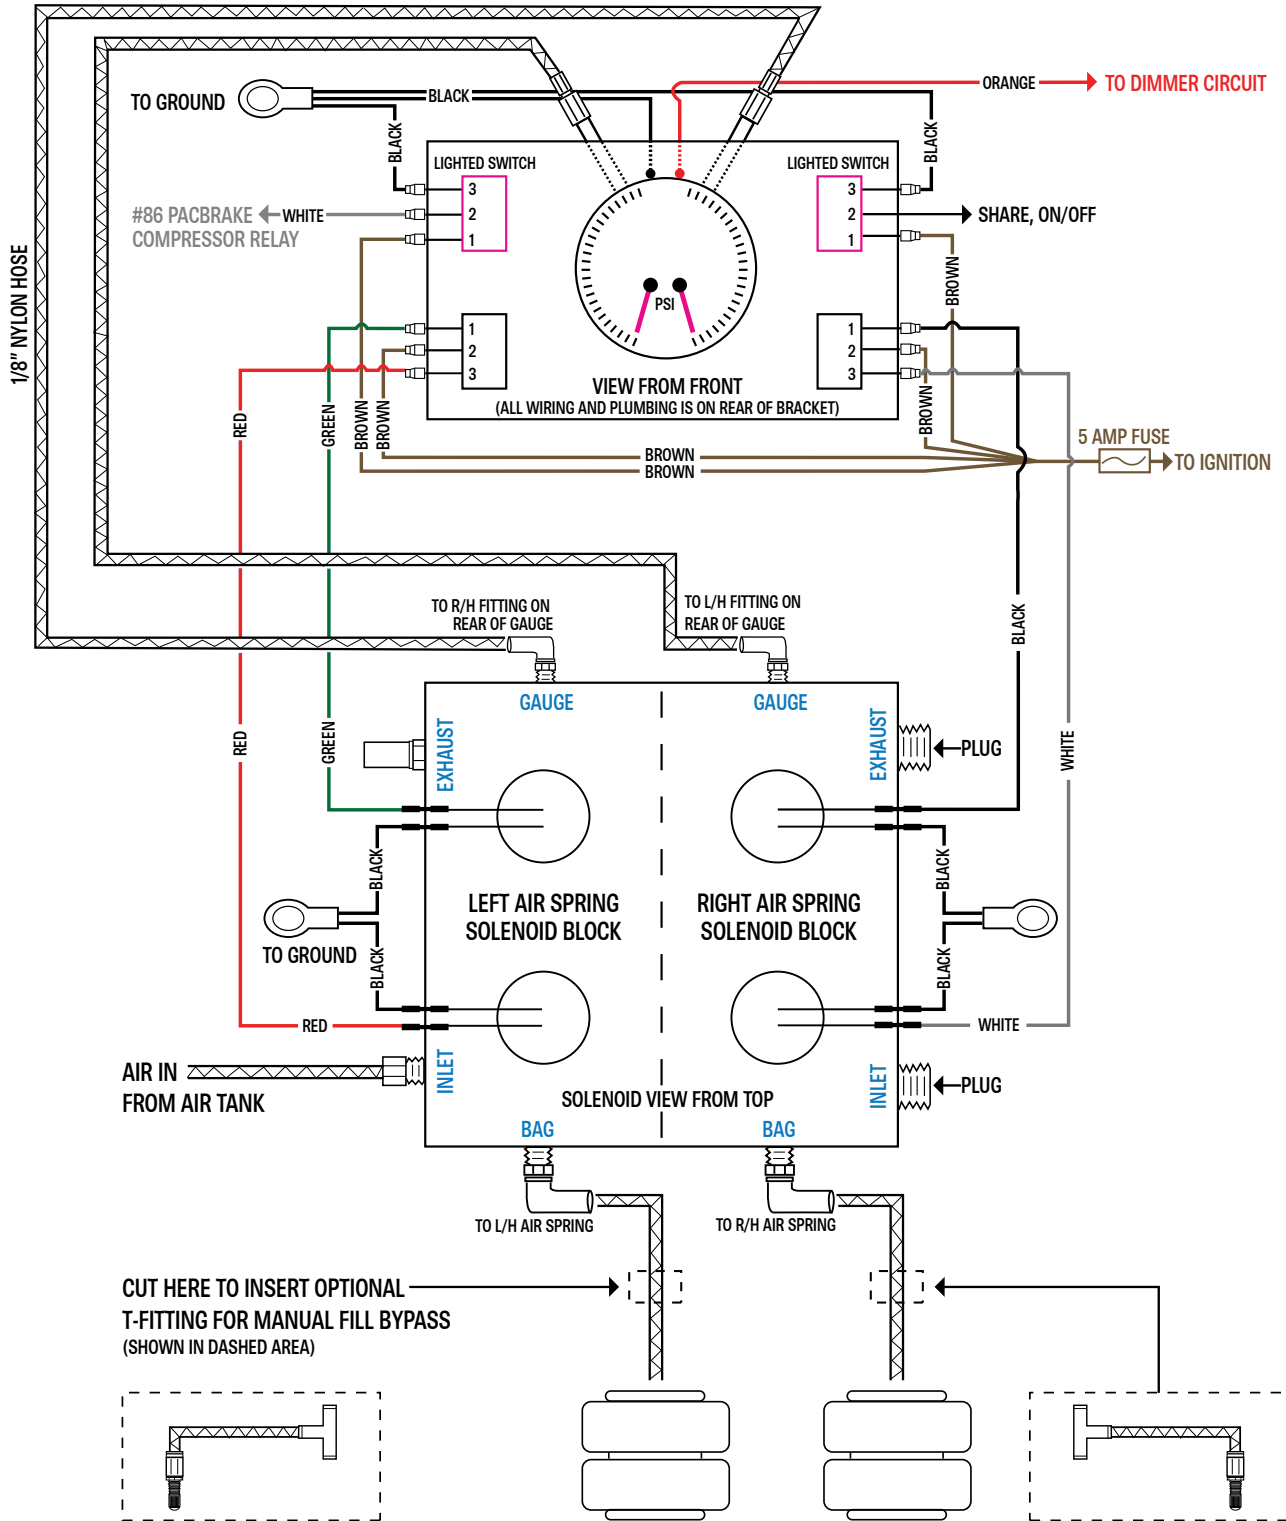 1/8" NYLON HOSE
TO GROUND
BLACK
ORANGE
TO DIMMER CIRCUIT
BLACK
BLACK
LIGHTED SWITCH
LIGHTED SWITCH
3
2
1
3
2
1
#86 PACBRAKE
COMPRESSOR RELAY
WHITE
SHARE, ON/OFF
BROWN
PSI
1
2
3
1
2
3
VIEW FROM FRONT
(ALL WIRING AND PLUMBING IS ON REAR OF BRACKET)
RED
GREEN
BROWN
BROWN
BROWN
BROWN
BROWN
5 AMP FUSE
TO IGNITION
TO R/H FITTING ON
REAR OF GAUGE
TO L/H FITTING ON
REAR OF GAUGE
BLACK
GAUGE
GAUGE
RED
GREEN
EXHAUST
EXHAUST
PLUG
WHITE
BLACK
BLACK
LEFT AIR SPRING
SOLENOID BLOCK
RIGHT AIR SPRING
SOLENOID BLOCK
TO GROUND
BLACK
BLACK
RED
WHITE
AIR IN
FROM AIR TANK
INLET
INLET
PLUG
SOLENOID VIEW FROM TOP
BAG
BAG
TO L/H AIR SPRING
TO R/H AIR SPRING
CUT HERE TO INSERT OPTIONAL
T-FITTING FOR MANUAL FILL BYPASS
(SHOWN IN DASHED AREA)